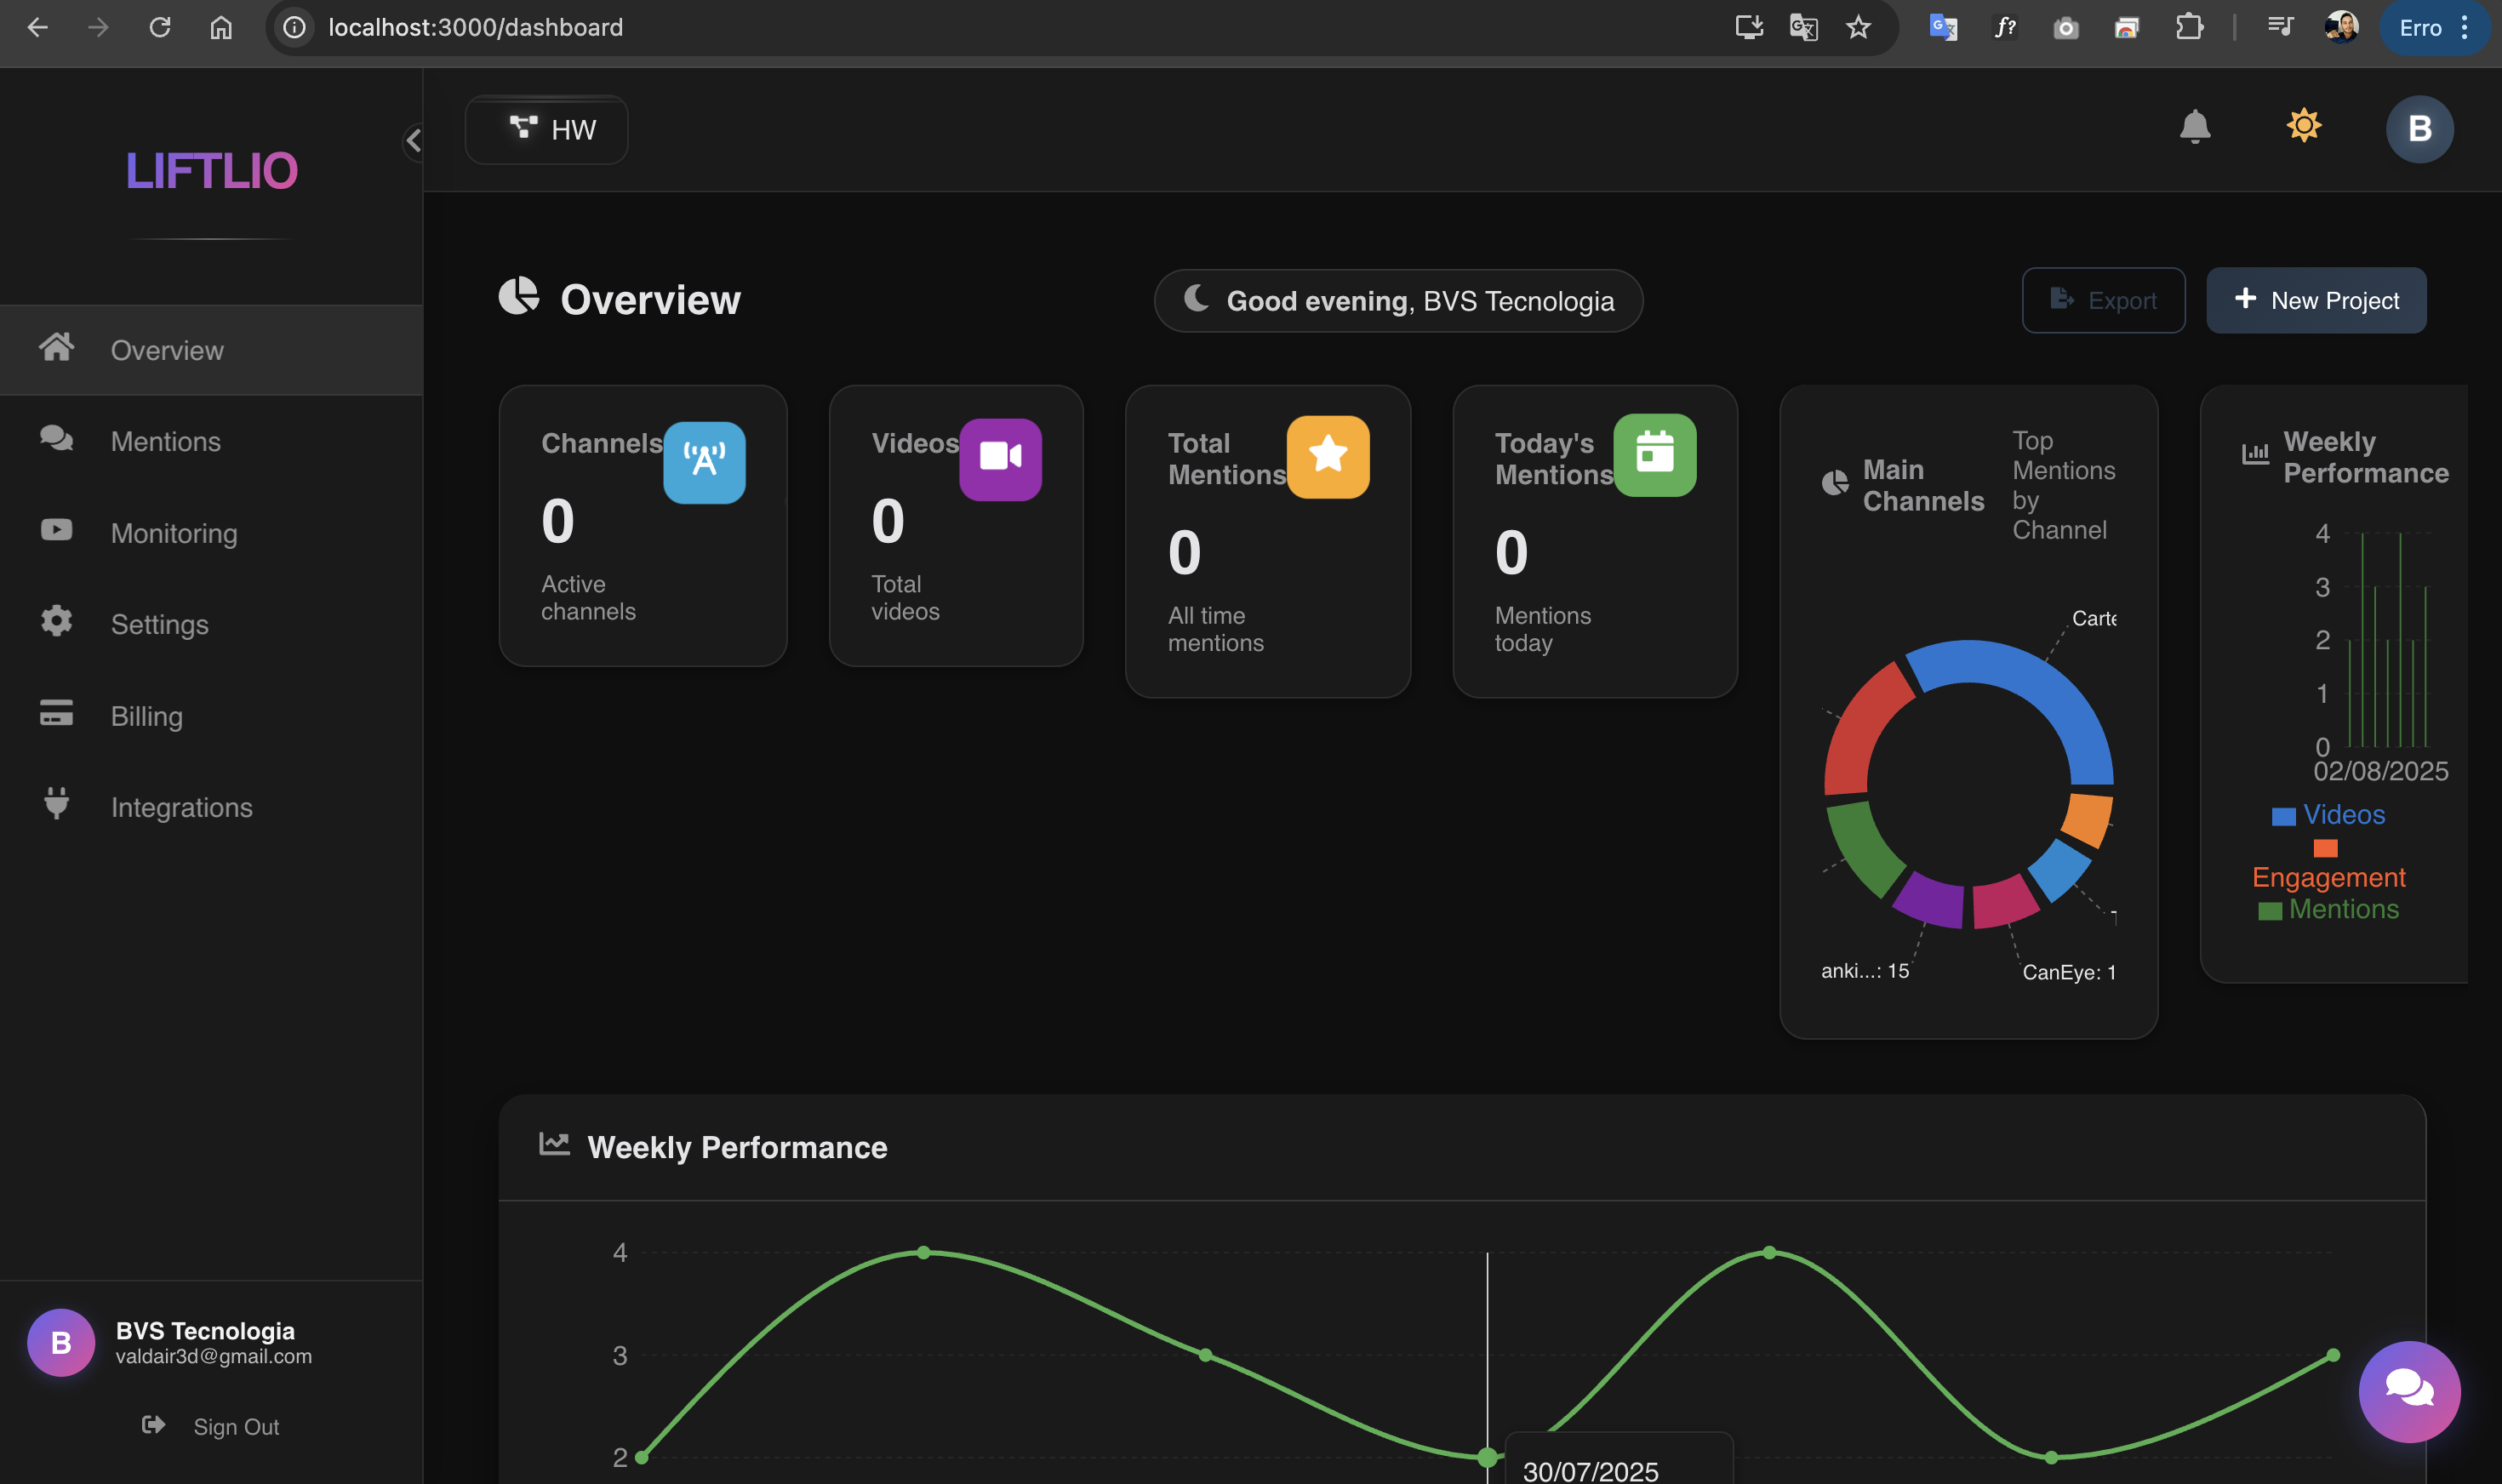 localhost:3000/dashboard
Erro
LIFTLIO
HW
B
Overview
Good evening, BVS Tecnologia
Export
New Project
Overview
Mentions
Monitoring
Settings
Billing
Integrations
Channels
0
Active
channels
Videos
0
Total
videos
Total
Mentions
0
All time
mentions
Today's
Mentions
0
Mentions
today
Main
Channels
Top
Mentions
by
Channel
Carte
anki...: 15
CanEye: 1
Weekly
Performance
4
3
2
1
0
02/08/2025
Videos
Engagement
Mentions
Weekly Performance
4
3
2
30/07/2025
B
BVS Tecnologia
valdair3d@gmail.com
Sign Out